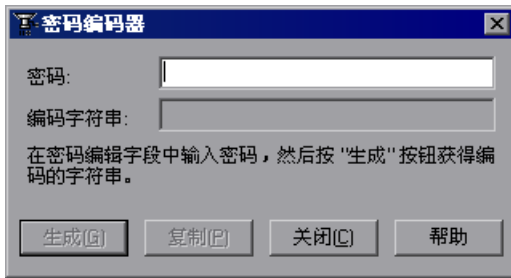 密码编码器
密码:
编码字符串:
在密码编辑字段中输入密码，然后按 "生成" 按钮获得编
码的字符串。
生成(G) 复制(P) 关闭(C) 帮助